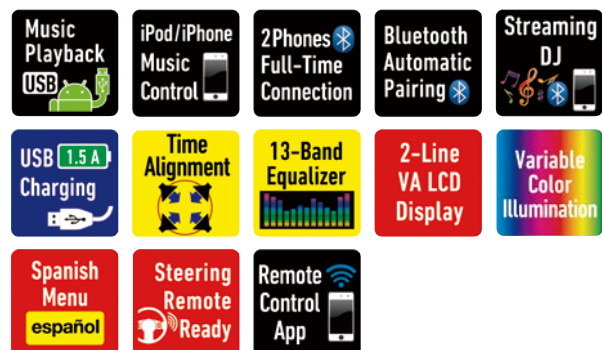 Music
Playback
USB
iPod/iPhone
Music
Control
2Phones
Full-Time
Connection
Bluetooth
Automatic
Pairing
Streaming
DJ
USB 1.5 A
Charging
Time
Alignment
13-Band
Equalizer
2-Line
VA LCD
Display
Variable
Color
Illumination
Spanish
Menu
español
Steering
Remote
Ready
Remote
Control
App